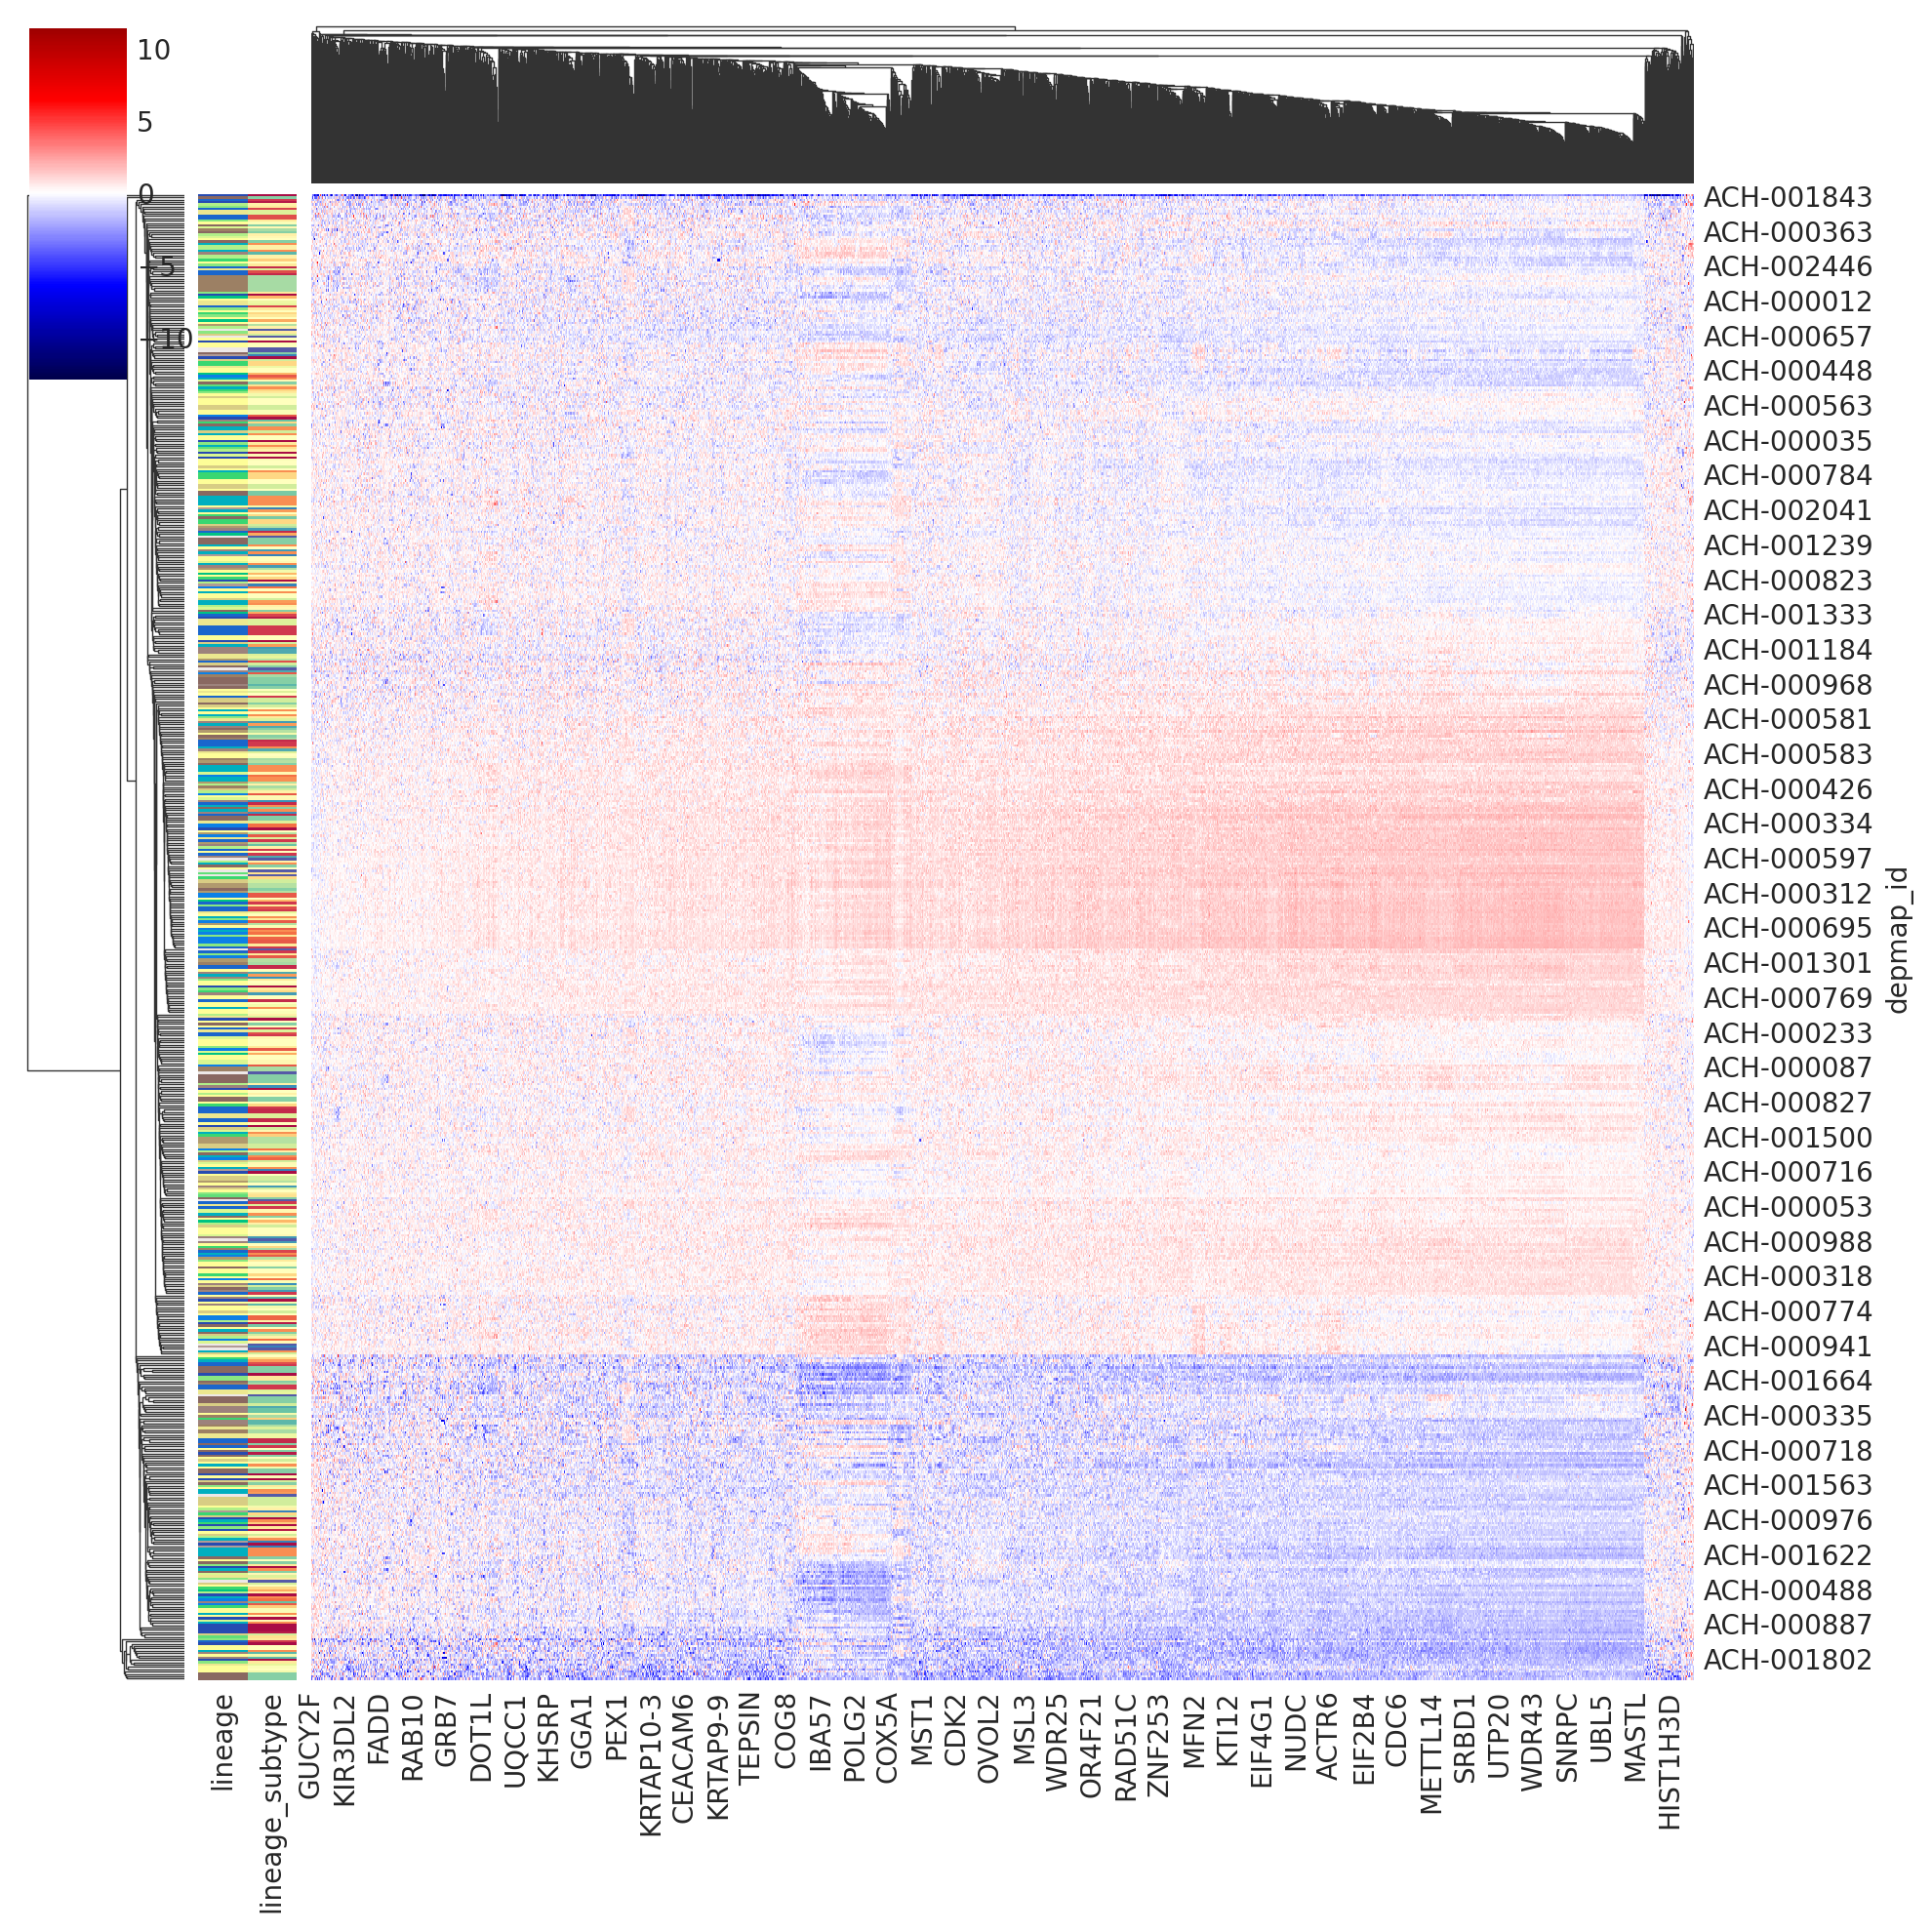 10
5
0
−5
−10
ACH-001843
ACH-000363
ACH-002446
ACH-000012
ACH-000657
ACH-000448
ACH-000563
ACH-000035
ACH-000784
ACH-002041
ACH-001239
ACH-000823
ACH-001333
ACH-001184
ACH-000968
ACH-000581
ACH-000583
ACH-000426
ACH-000334
ACH-000597
ACH-000312
ACH-000695
ACH-001301
ACH-000769
ACH-000233
ACH-000087
ACH-000827
ACH-001500
ACH-000716
ACH-000053
ACH-000988
ACH-000318
ACH-000774
ACH-000941
ACH-001664
ACH-000335
ACH-000718
ACH-001563
ACH-000976
ACH-001622
ACH-000488
ACH-000887
ACH-001802
depmap_id
lineage
lineage_subtype
GUCY2F
KIR3DL2
FADD
RAB10
GRB7
DOT1L
UQCC1
KHSRP
GGA1
PEX1
KRTAP10-3
CEACAM6
KRTAP9-9
TEPSIN
COG8
IBA57
POLG2
COX5A
MST1
CDK2
OVOL2
MSL3
WDR25
OR4F21
RAD51C
ZNF253
MFN2
KTI12
EIF4G1
NUDC
ACTR6
EIF2B4
CDC6
METTL14
SRBD1
UTP20
WDR43
SNRPC
UBL5
MASTL
HIST1H3D